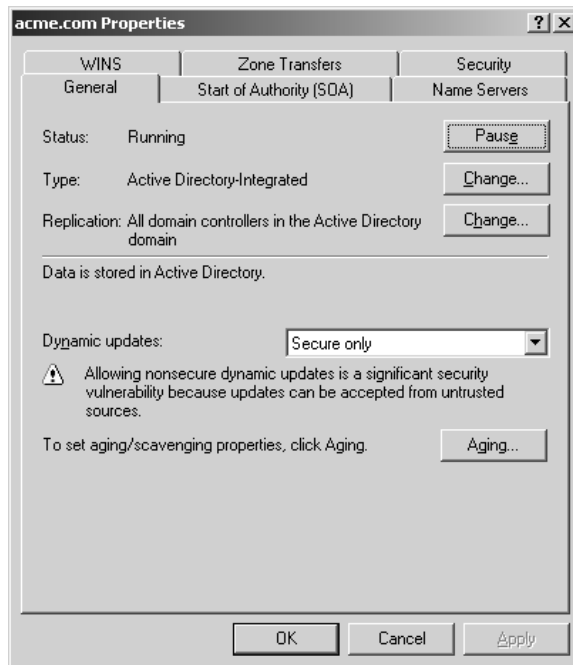 acme.com Properties
WINS
Zone Transfers
Security
General
Start of Authority (SOA)
Name Servers
Status: Running
Pause
Type: Active Directory-Integrated
Change...
Replication: All domain controllers in the Active Directory
domain
Change...
Data is stored in Active Directory.
Dynamic updates:
Secure only
Allowing nonsecure dynamic updates is a significant security
vulnerability because updates can be accepted from untrusted
sources.
To set aging/scavenging properties, click Aging.
Aging...
OK
Cancel
Apply